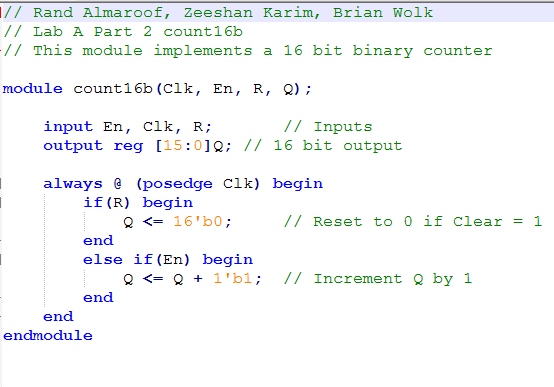 // Rand Almaroof, Zeeshan Karim, Brian Wolk
// Lab A Part 2 count16b
// This module implements a 16 bit binary counter
module count16b(Clk, En, R, Q);
input En, Clk, R; // Inputs
output reg [15:0]Q; // 16 bit output
always @ (posedge Clk) begin
if(R) begin
Q <= 16'b0; // Reset to 0 if Clear = 1
end
else if(En) begin
Q <= Q + 1'b1; // Increment Q by 1
end
end
endmodule